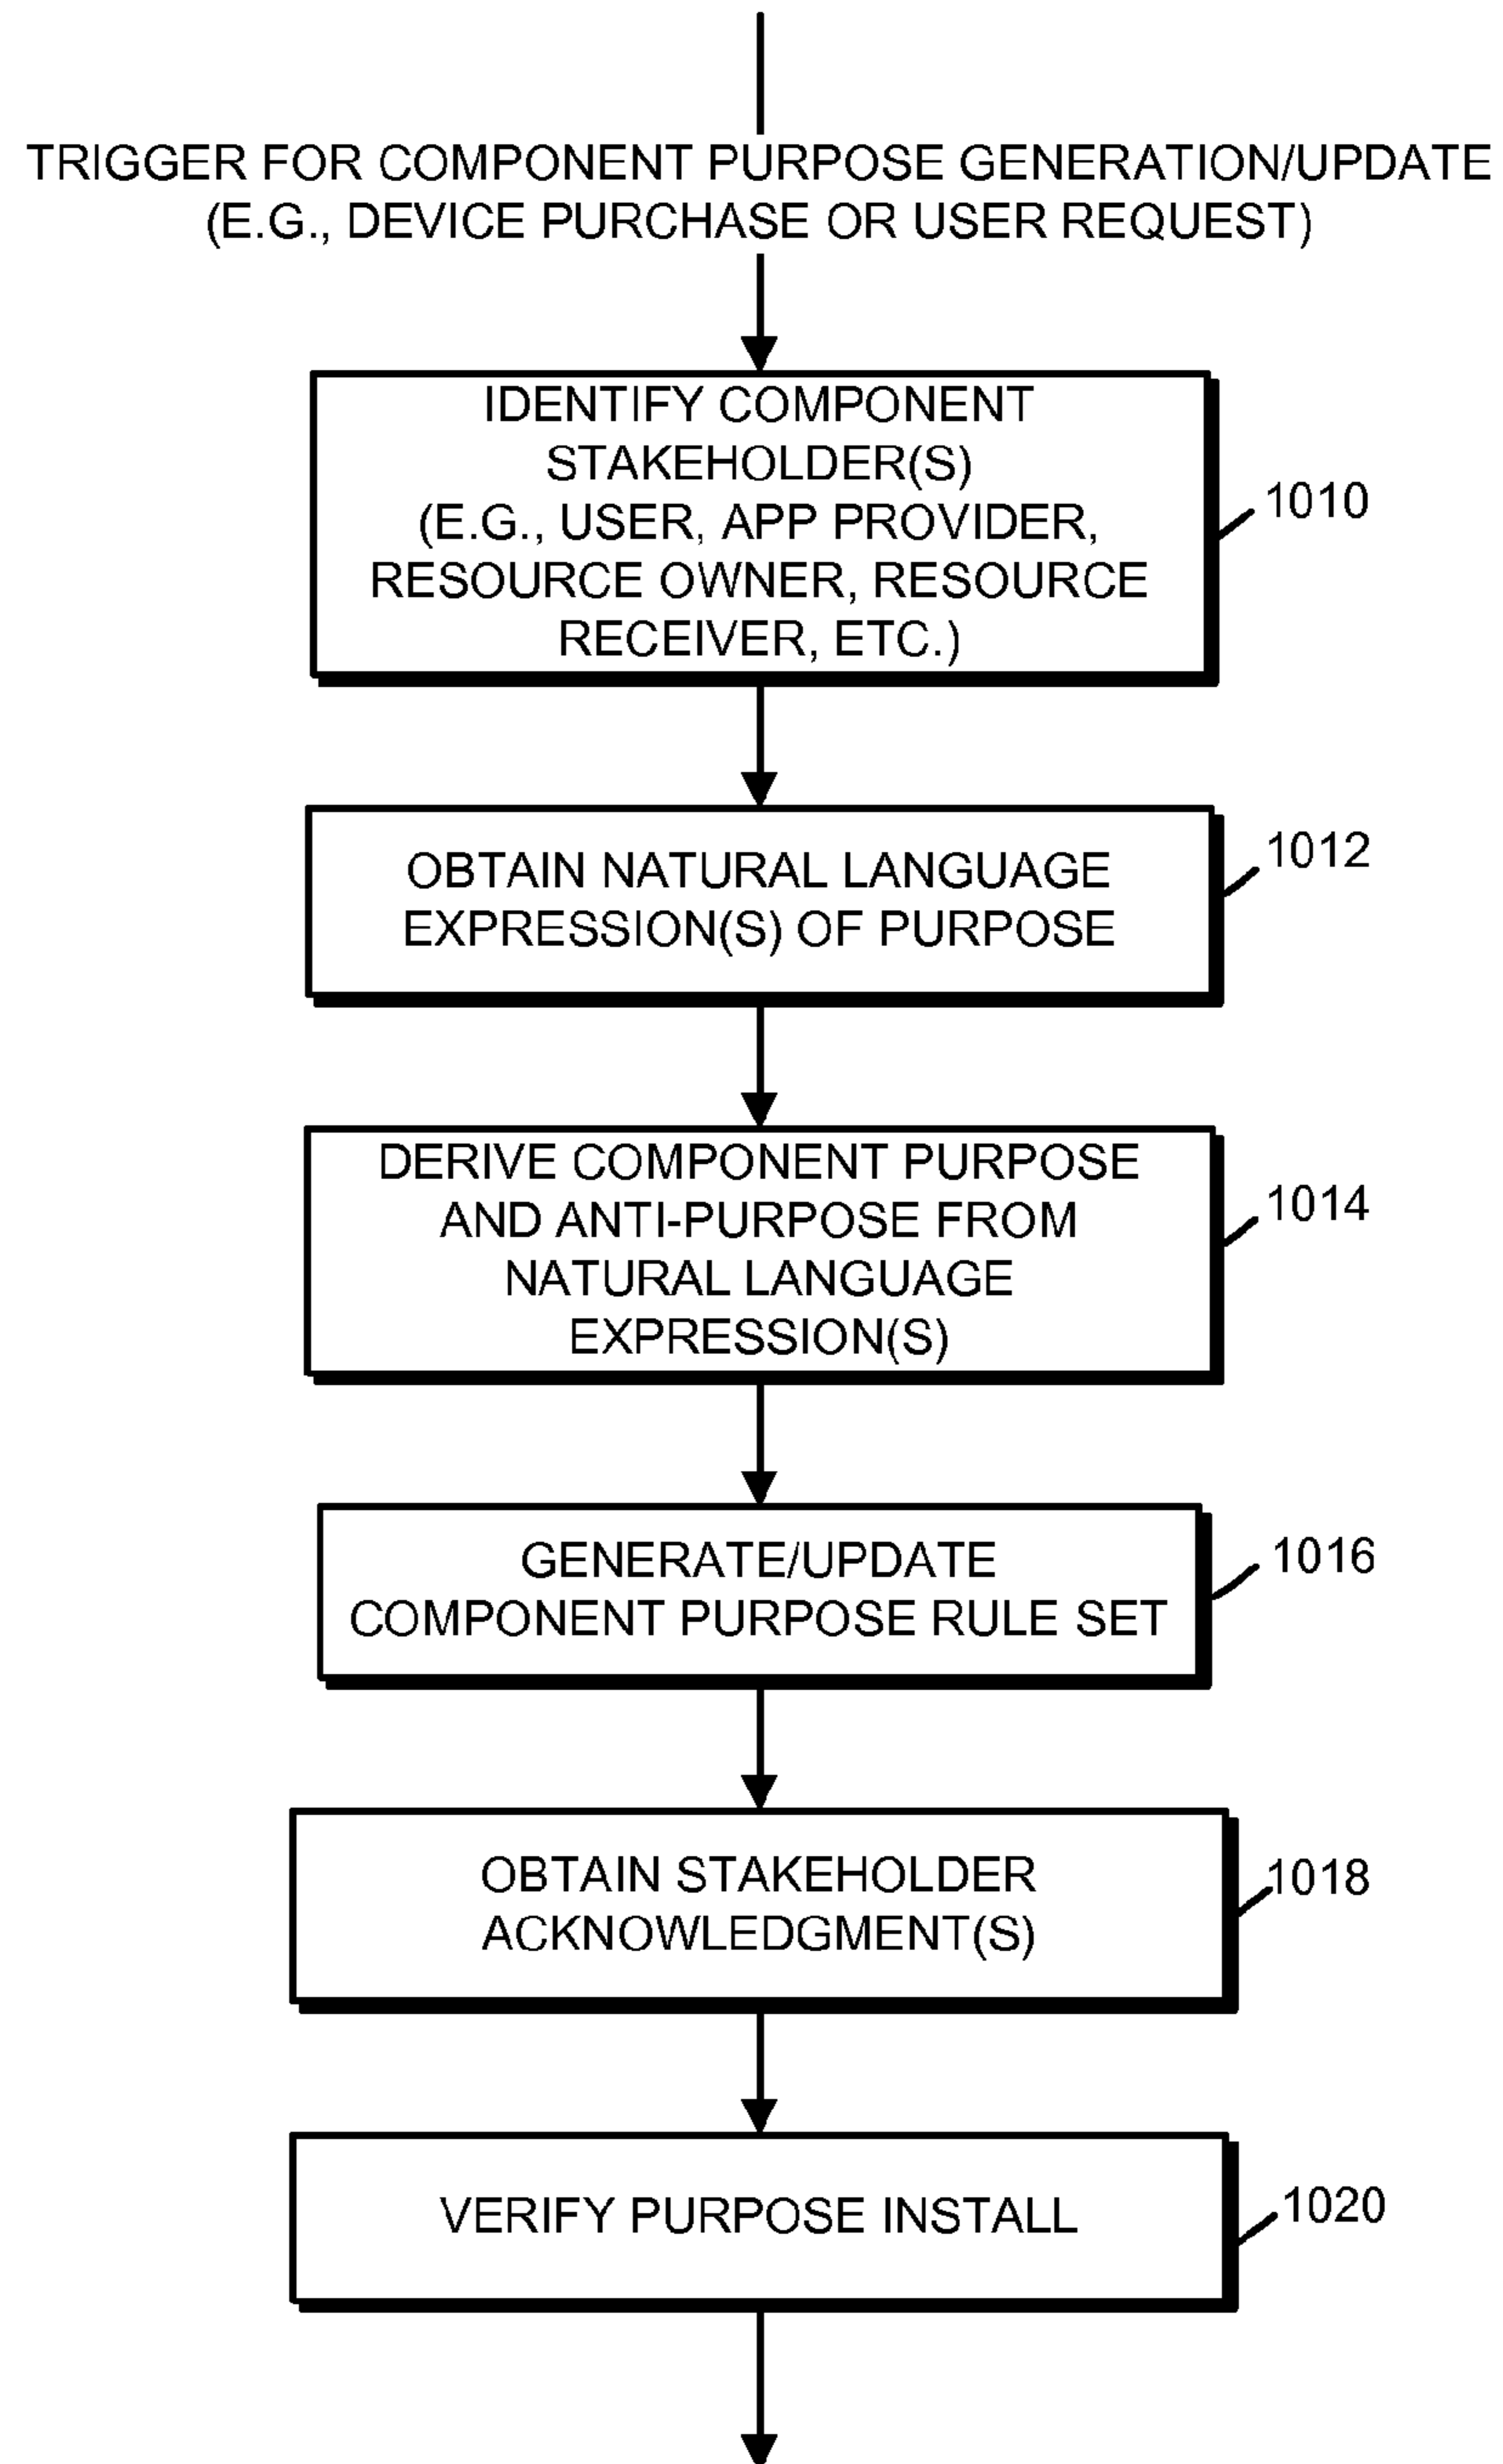 TRIGGER FOR COMPONENT PURPOSE GENERATION/UPDATE
(E.G., DEVICE PURCHASE OR USER REQUEST)
IDENTIFY COMPONENT
STAKEHOLDER(S)
(E.G., USER, APP PROVIDER,
RESOURCE OWNER, RESOURCE
RECEIVER, ETC.)
1010
OBTAIN NATURAL LANGUAGE
EXPRESSION(S) OF PURPOSE
1012
DERIVE COMPONENT PURPOSE
AND ANTI-PURPOSE FROM
NATURAL LANGUAGE
EXPRESSION(S)
1014
GENERATE/UPDATE
COMPONENT PURPOSE RULE SET
1016
OBTAIN STAKEHOLDER
ACKNOWLEDGMENT(S)
1018
VERIFY PURPOSE INSTALL
1020